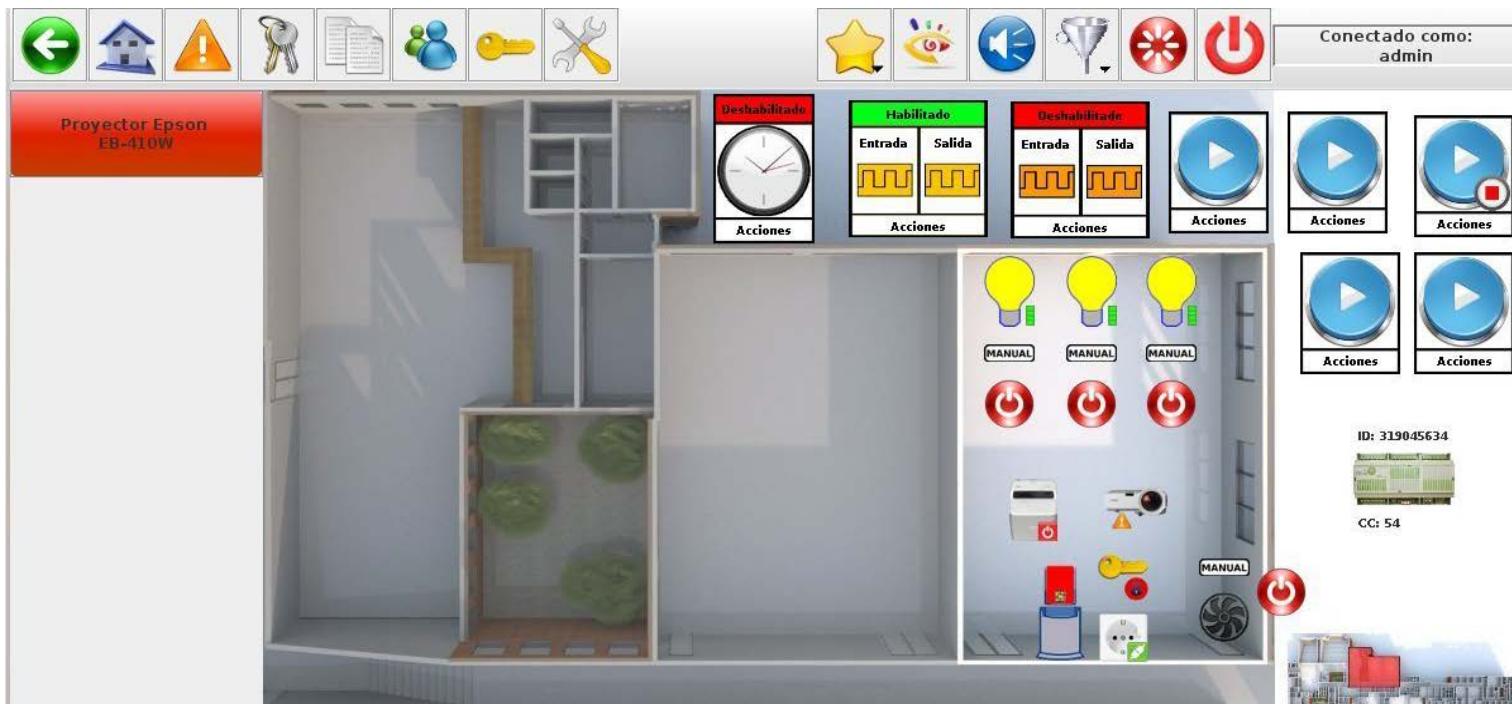 Conectado como:
admin
Proyector Epson
EB-410W
Deshabilitado
Acciones
Habilitado
Entrada Salida
Acciones
Deshabilitado
Entrada Salida
Acciones
Acciones
Acciones
Acciones
Acciones
Acciones
MANUAL MANUAL MANUAL
ID: 319045634
CC: 54
MANUAL